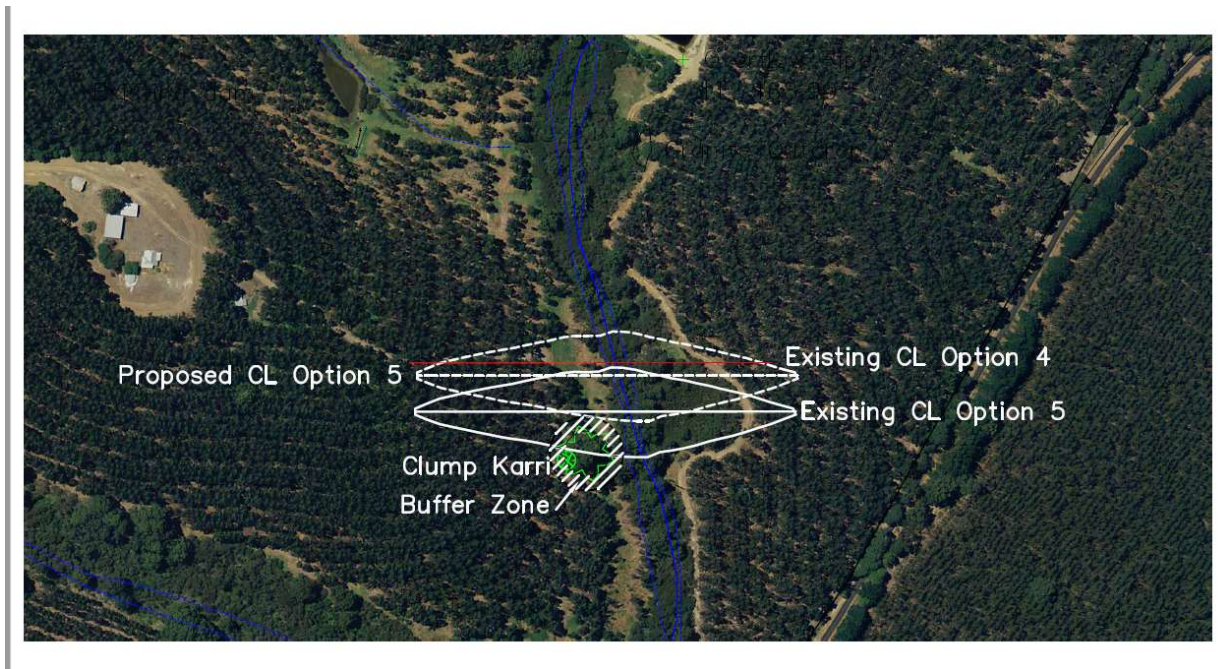 Existing CL Option 4
Proposed CL Option 5
Existing CL Option 5
Clump Karri
Buffer Zone